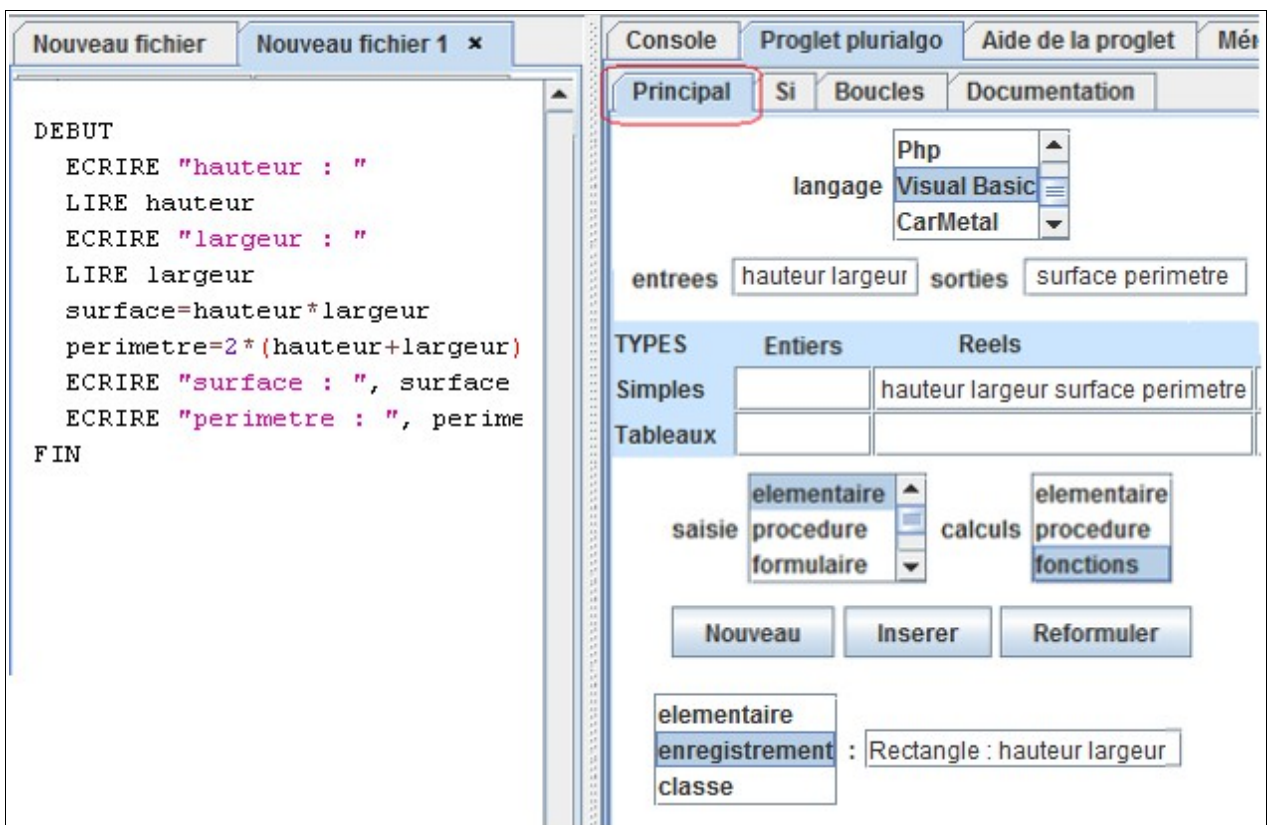 Nouveau fichier
Nouveau fichier 1 ×
DEBUT
ECRIRE "hauteur : "
LIRE hauteur
ECRIRE "largeur : "
LIRE largeur
surface=hauteur*largeur
perimetre=2*(hauteur+largeur)
ECRIRE "surface : ", surface
ECRIRE "perimetre : ", perime
FIN
Console
Proglet plurialgo
Aide de la proglet
Mér
Principal
Si
Boucles
Documentation
langage
Php
Visual Basic
CarMetal
entrees
hauteur largeur
sorties
surface perimetre
TYPES Entiers Reels
Simples
hauteur largeur surface perimetre
Tableaux
saisie
elementaire
procedure
formulaire
calculs
elementaire
procedure
fonctions
Nouveau
Inserer
Reformuler
elementaire
enregistrement
classe
: Rectangle : hauteur largeur